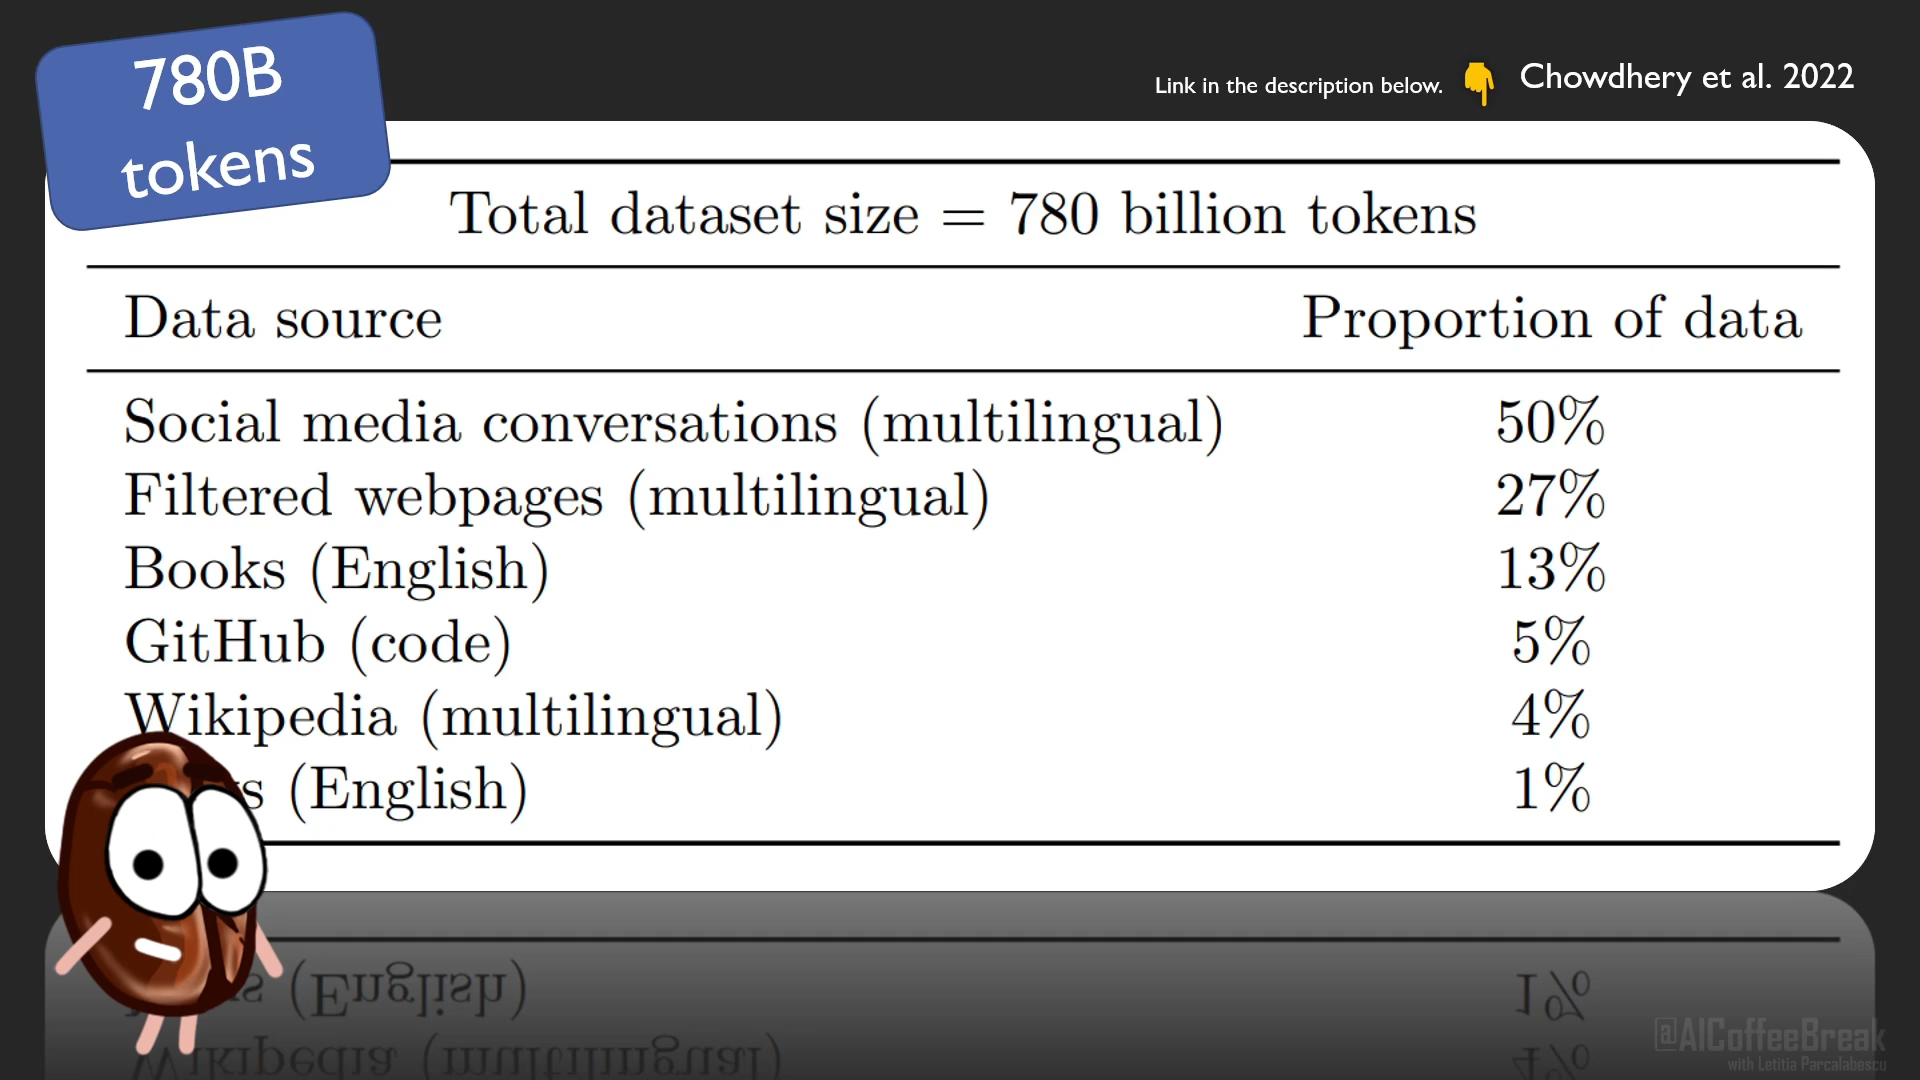 780B
tokens
Link in the description below.
Chowdhery et al. 2022
Total dataset size = 780 billion tokens
Data source Proportion of data
Social media conversations (multilingual) 50%
Filtered webpages (multilingual) 27%
Books (English) 13%
GitHub (code) 5%
Wikipedia (multilingual) 4%
(English) 1%
@AICoffeeBreak
with Letitia Parcalabescu